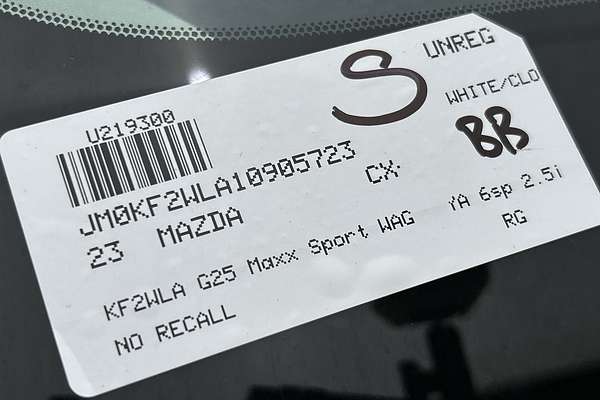 S
UNREG
U219300
WHITE/CLO
BB
JM0KF2WLA10905723
23 MAZDA CX-
KF2WLA G25 Maxx Sport WAG YA 6sp 2.5i
NO RECALL RG